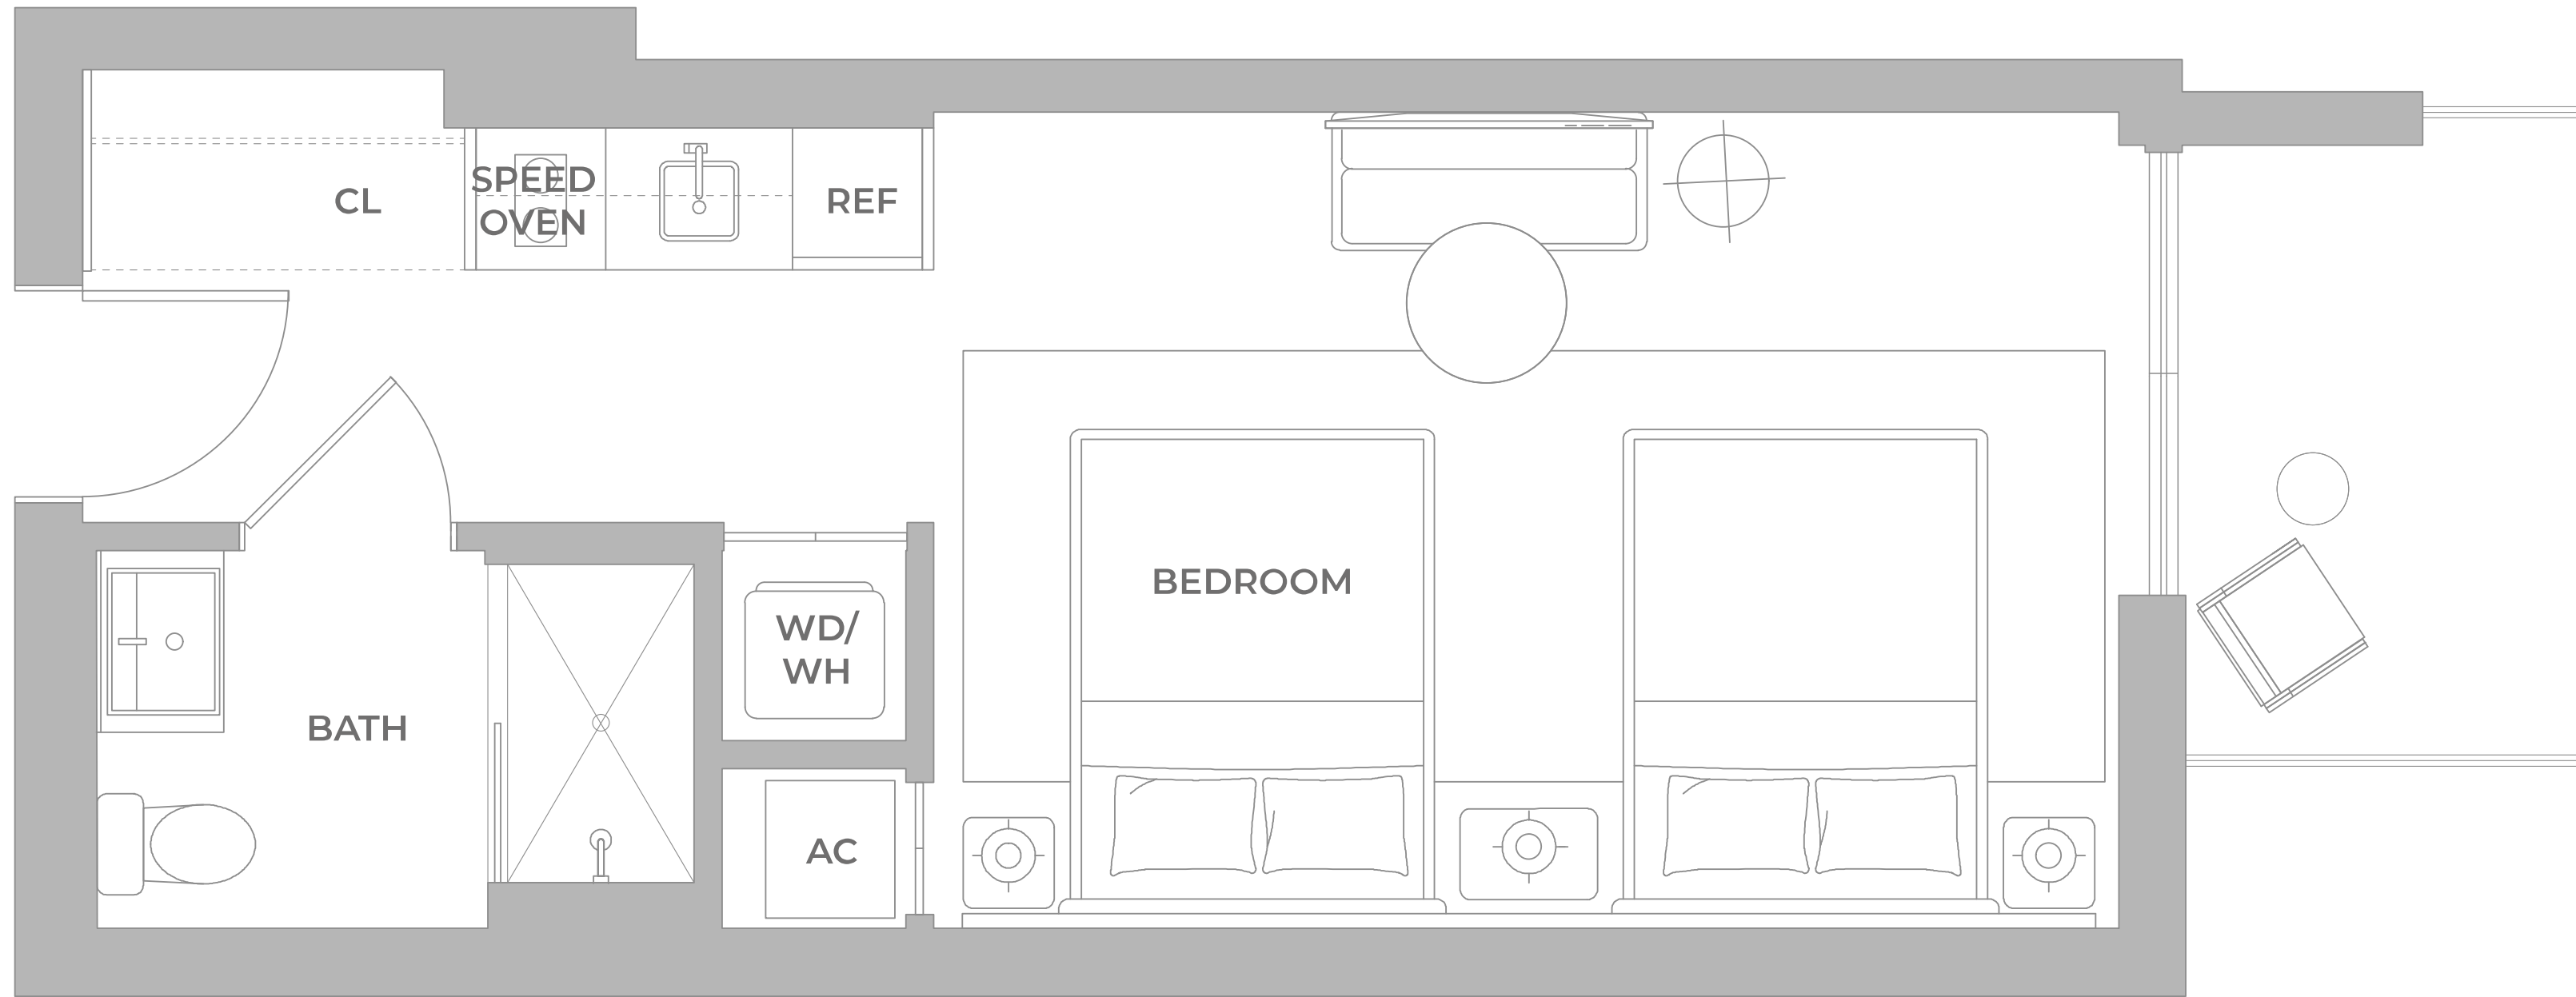 CL
SPEED
OVEN
REF
BEDROOM
WD/
WH
BATH
AC